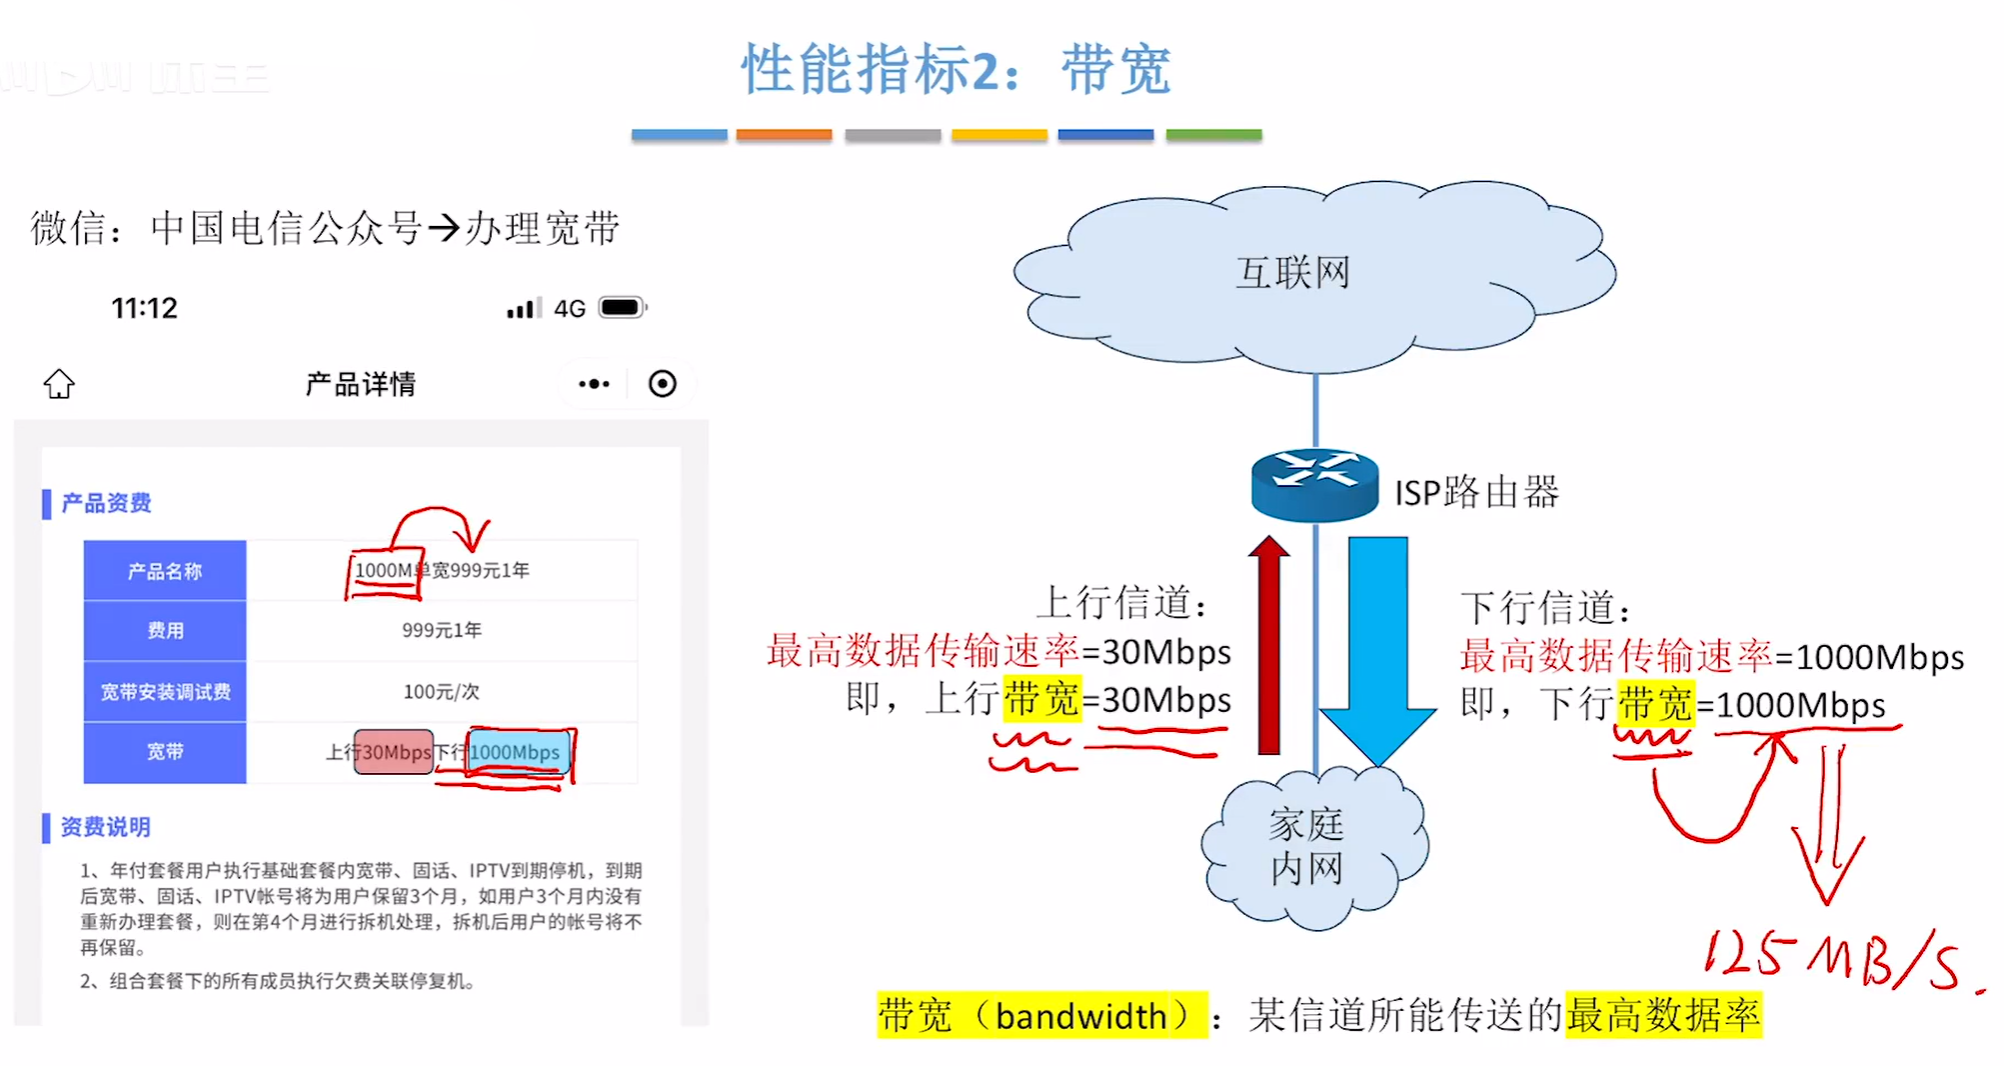 性能指标2：带宽
微信：中国电信公众号→办理宽带
11:12
4G
产品详情
产品资费
产品名称
1000M单宽999元1年
费用
999元1年
宽带安装调试费
100元/次
宽带
上行30Mbps下行1000Mbps
资费说明
1、年付套餐用户执行基础套餐内宽带、固话、IPTV到期停机，到期
后宽带、固话、IPTV帐号将为用户保留3个月，如用户3个月内没有
重新办理套餐，则在第4个月进行拆机处理，拆机后用户的帐号将不
再保留。
2、组合套餐下的所有成员执行欠费关联停复机。
互联网
ISP路由器
上行信道：
最高数据传输速率=30Mbps
即，上行带宽=30Mbps
下行信道：
最高数据传输速率=1000Mbps
即，下行带宽=1000Mbps
家庭
内网
125MB/s.
带宽（bandwidth）：某信道所能传送的最高数据率